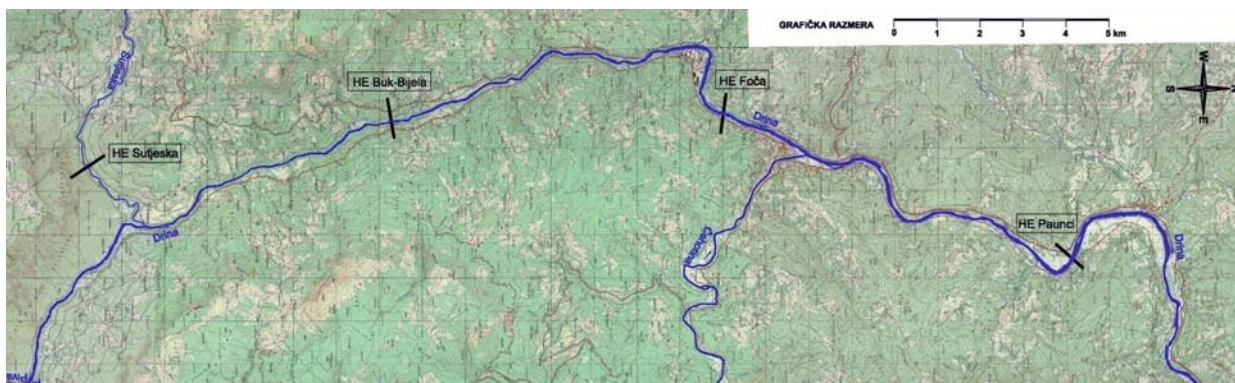 GRAFIČKA RAZMERA
0 1 2 3 4 5 km
W
S N
E
Sutjeska
HE Buk-Bijela
HE Foča
Drina
HE Sutjeska
Drina
Ćehotina
HE Paunci
Drina